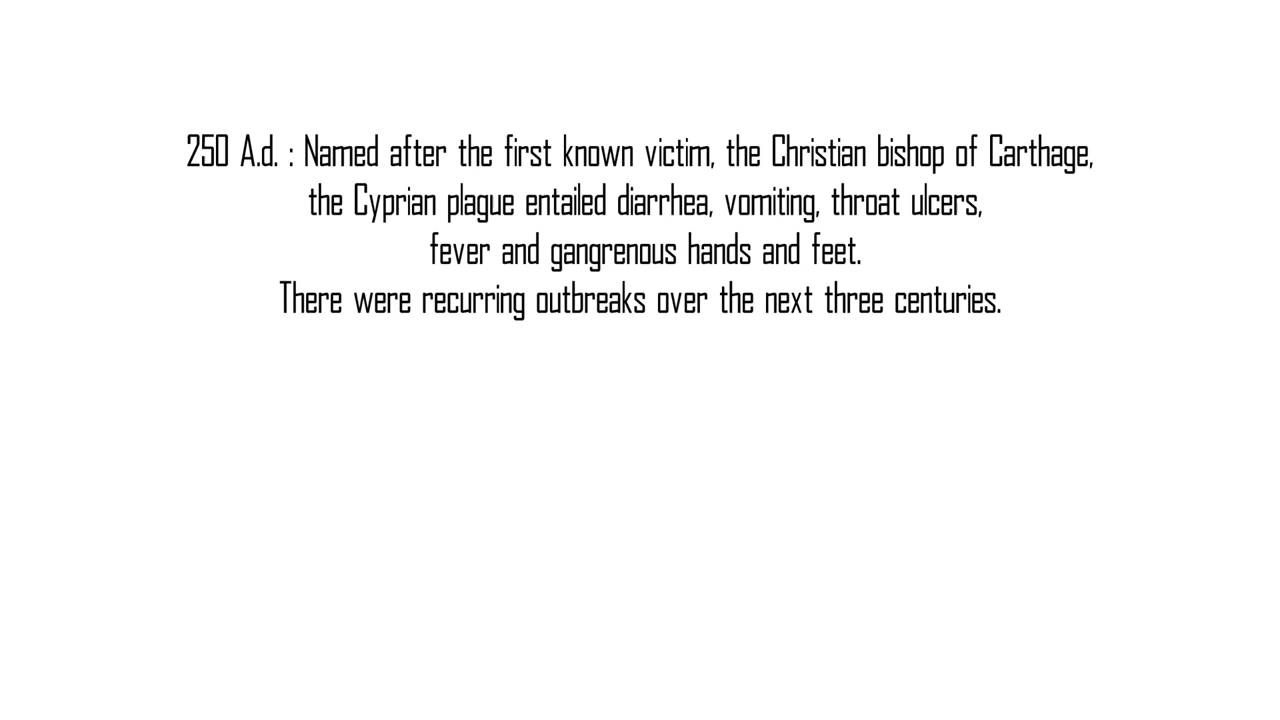 250 A.d. : Named after the first known victim, the Christian bishop of Carthage,
the Cyprian plague entailed diarrhea, vomiting, throat ulcers,
fever and gangrenous hands and feet.
There were recurring outbreaks over the next three centuries.